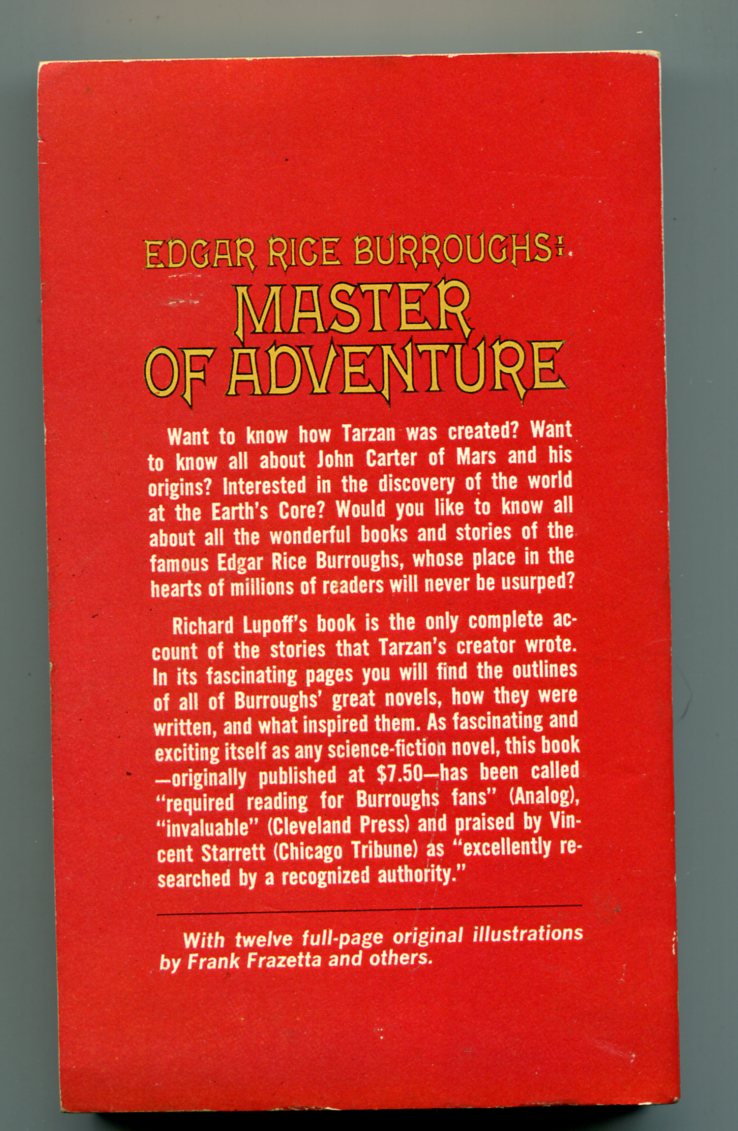 EDGAR RICE BURROUGHS:
MASTER
OF ADVENTURE
Want to know how Tarzan was created? Want
to know all about John Carter of Mars and his
origins? Interested in the discovery of the world
at the Earth's Core? Would you like to know all
about all the wonderful books and stories of the
famous Edgar Rice Burroughs, whose place in the
hearts of millions of readers will never be usurped?
Richard Lupoff's book is the only complete ac-
count of the stories that Tarzan's creator wrote.
In its fascinating pages you will find the outlines
of all of Burroughs' great novels, how they were
written, and what inspired them. As fascinating and
exciting itself as any science-fiction novel, this book
—originally published at $7.50—has been called
"required reading for Burroughs fans" (Analog),
"invaluable" (Cleveland Press) and praised by Vin-
cent Starrett (Chicago Tribune) as "excellently re-
searched by a recognized authority."
With twelve full-page original illustrations
by Frank Frazetta and others.